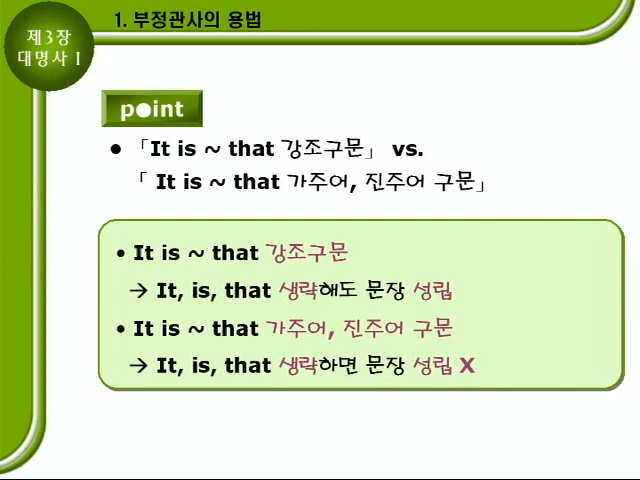 1. 부정관사의 용법
제3장
대명사 I
point
● 「It is ~ that 강조구문」 vs.
「 It is ~ that 가주어, 진주어 구문」
• It is ~ that 강조구문
→ It, is, that 생략해도 문장 성립
• It is ~ that 가주어, 진주어 구문
→ It, is, that 생략하면 문장 성립 X